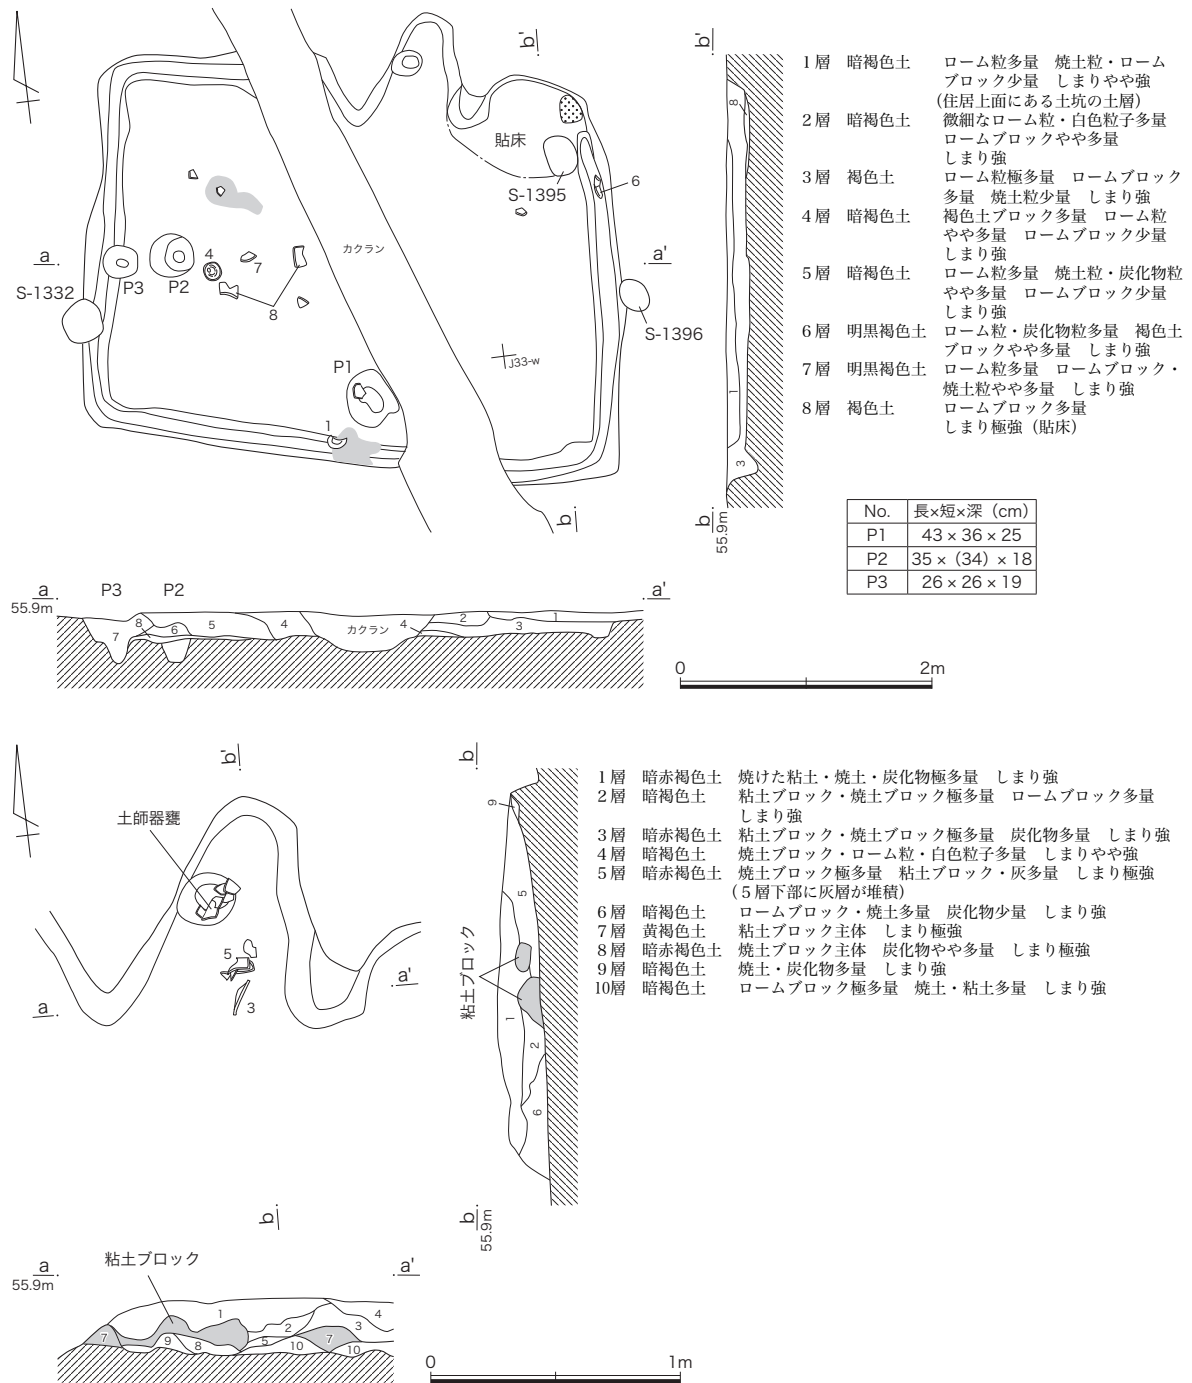 b'
b'
貼床
S-1395
6
カクラン
a
a'
4
7
P3
P2
S-1332
8
S-1396
J33-w
P1
1
b
8
1
3
b
55.9m
1層 暗褐色土 ローム粒多量 焼土粒・ローム
ブロック少量 しまりやや強
(住居上面にある土坑の土層)
2層 暗褐色土 微細なローム粒・白色粒子多量
ロームブロックやや多量
しまり強
3層 褐色土 ローム粒極多量 ロームブロック
多量 焼土粒少量 しまり強
4層 暗褐色土 褐色土ブロック多量 ローム粒
やや多量 ロームブロック少量
しまり強
5層 暗褐色土 ローム粒多量 焼土粒・炭化物粒
やや多量 ロームブロック少量
しまり強
6層 明黒褐色土 ローム粒・炭化物粒多量 褐色土
ブロックやや多量 しまり強
7層 明黒褐色土 ローム粒多量 ロームブロック・
焼土粒やや多量 しまり強
8層 褐色土 ロームブロック多量
しまり極強(貼床)
No. 長×短×深(cm)
P1 43 × 36 × 25
P2 35 ×(34)× 18
P3 26 × 26 × 19
a P3 P2 a'
55.9m
7 8 6 5 4 カクラン 4 2 3 1
0 2m
b'
土師器甕
5
3
a
a'
b
b
9
5
粘土ブロック
1
2
6
b
55.9m
1層 暗赤褐色土 焼けた粘土・焼土・炭化物極多量 しまり強
2層 暗褐色土 粘土ブロック・焼土ブロック極多量 ロームブロック多量
しまり強
3層 暗赤褐色土 粘土ブロック・焼土ブロック極多量 炭化物多量 しまり強
4層 暗褐色土 焼土ブロック・ローム粒・白色粒子多量 しまりやや強
5層 暗赤褐色土 焼土ブロック極多量 粘土ブロック・灰多量 しまり極強
(5層下部に灰層が堆積)
6層 暗褐色土 ロームブロック・焼土多量 炭化物少量 しまり強
7層 黄褐色土 粘土ブロック主体 しまり極強
8層 暗赤褐色土 焼土ブロック主体 炭化物やや多量 しまり極強
9層 暗褐色土 焼土・炭化物多量 しまり強
10層 暗褐色土 ロームブロック極多量 焼土・粘土多量 しまり強
粘土ブロック
a a'
55.9m
7 9 8 1 5 2 10 7 3 10 4
0 1m